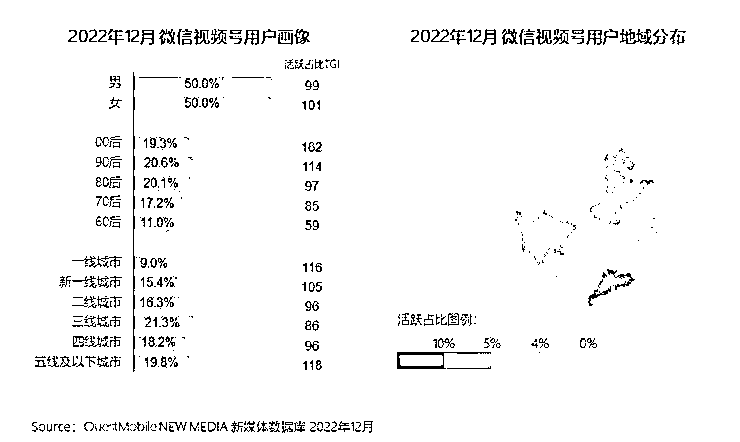 2022年12月 微信视频号用户画像
活跃占比TGI
男 50.0% 99
女 50.0% 101
00后 19.3% 162
90后 20.6% 114
80后 20.1% 97
70后 17.2% 85
60后 11.0% 59
一线城市 9.0% 116
新一线城市 15.4% 105
二线城市 16.3% 96
三线城市 21.3% 86
四线城市 18.2% 96
五线及以下城市 19.8% 118
2022年12月 微信视频号用户地域分布
活跃占比图例:
10% 5% 4% 0%
Source: QuestMobile NEW MEDIA 新媒体数据库 2022年12月